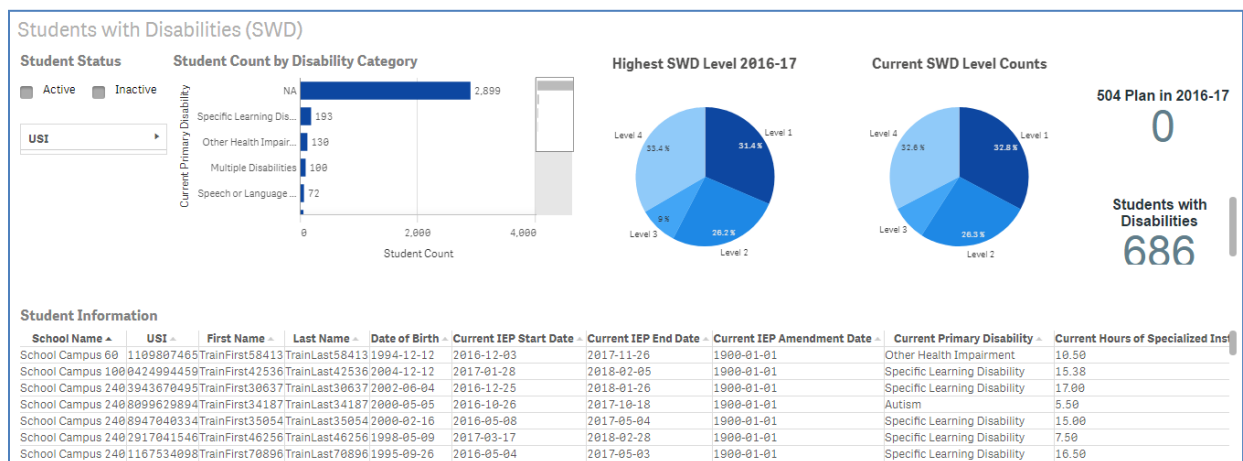 Students with Disabilities (SWD)
Student Status
Active Inactive
USI
Student Count by Disability Category
Current Primary Disability
NA 2,899
Specific Learning Dis... 193
Other Health Impair... 130
Multiple Disabilities 100
Speech or Language ... 72
0 2,000 4,000
Student Count
Highest SWD Level 2016-17
Level 4 33.4% 31.4% Level 1
Level 3 9% 26.2% Level 2
Current SWD Level Counts
Level 4 32.6% 32.8% Level 1
Level 3 26.3% Level 2
504 Plan in 2016-17
0
Students with
Disabilities
686
Student Information
School Name USI First Name Last Name Date of Birth Current IEP Start Date Current IEP End Date Current IEP Amendment Date Current Primary Disability Current Hours of Specialized Inst
School Campus 60 1109807465 TrainFirst58413 TrainLast58413 1994-12-12 2016-12-03 2017-11-26 1900-01-01 Other Health Impairment 10.50
School Campus 100 0424994459 TrainFirst42536 TrainLast42536 2004-12-12 2017-01-28 2018-02-05 1900-01-01 Specific Learning Disability 15.38
School Campus 240 3943670495 TrainFirst30637 TrainLast30637 2002-06-04 2016-12-25 2018-01-26 1900-01-01 Specific Learning Disability 17.00
School Campus 240 8099629894 TrainFirst34187 TrainLast34187 2000-05-05 2016-10-26 2017-10-18 1900-01-01 Autism 5.50
School Campus 240 8947040334 TrainFirst35054 TrainLast35054 2000-02-16 2016-05-08 2017-05-04 1900-01-01 Specific Learning Disability 15.00
School Campus 240 2917041546 TrainFirst46256 TrainLast46256 1998-05-09 2017-03-17 2018-02-28 1900-01-01 Specific Learning Disability 7.50
School Campus 240 1167534098 TrainFirst70896 TrainLast70896 1995-09-26 2016-05-04 2017-05-03 1900-01-01 Specific Learning Disability 16.50